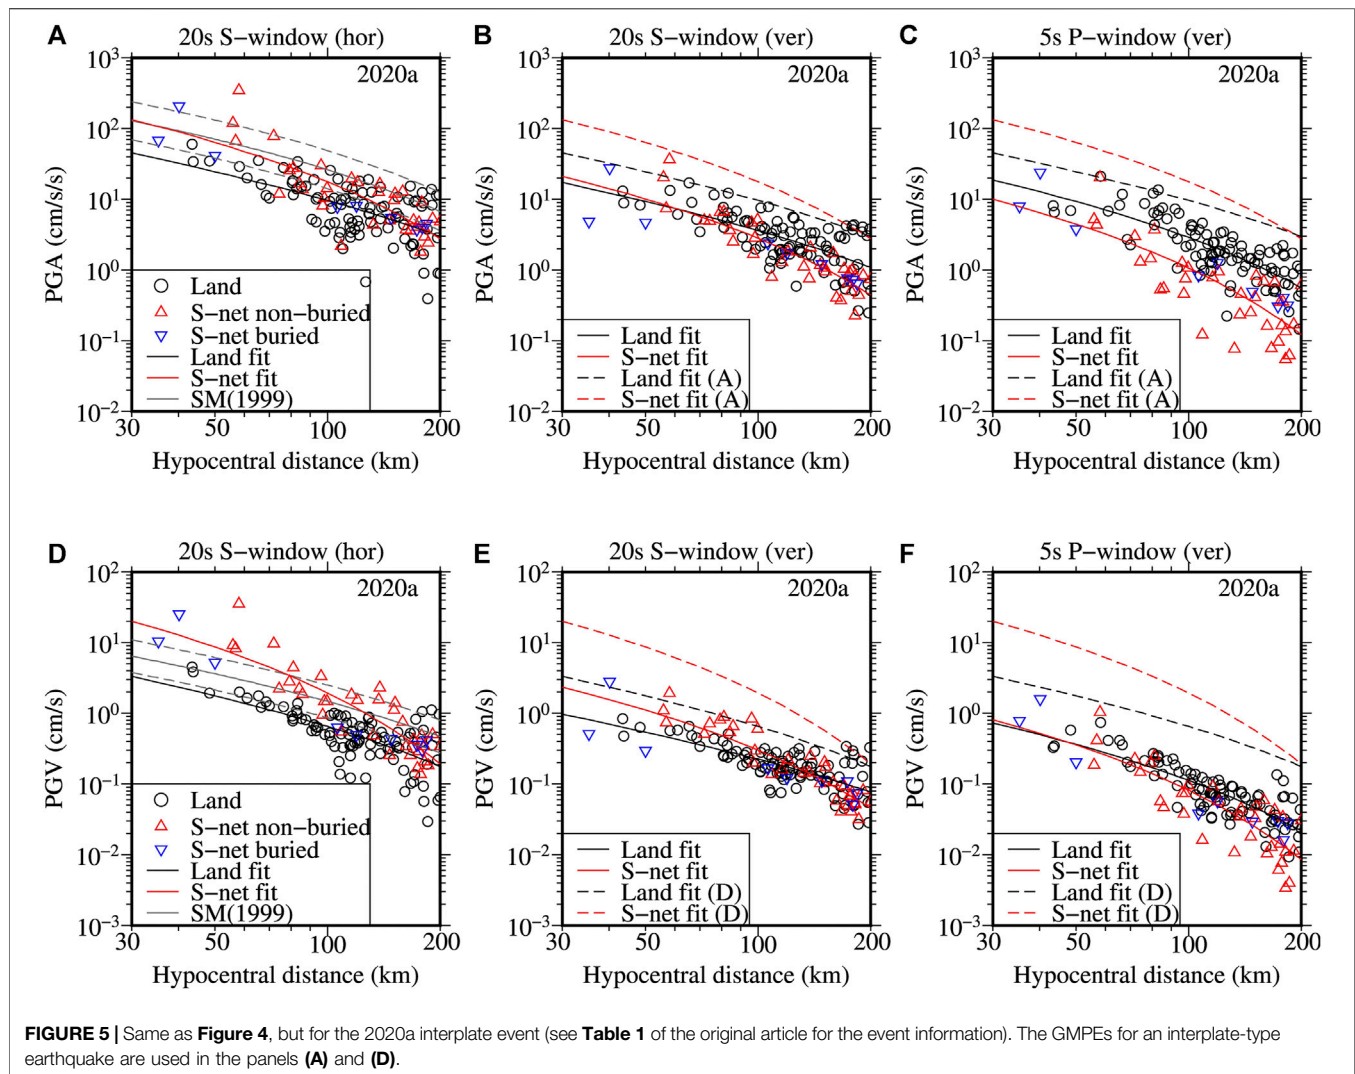 A
20s S−window (hor)
2020a
10³
10²
10¹
10⁰
10⁻¹
10⁻²
PGA (cm/s/s)
Land
S−net non−buried
S−net buried
Land fit
S−net fit
SM(1999)
30 50 100 200
Hypocentral distance (km)
B
20s S−window (ver)
2020a
10³
10²
10¹
10⁰
10⁻¹
10⁻²
PGA (cm/s/s)
Land fit
S−net fit
Land fit (A)
S−net fit (A)
30 50 100 200
Hypocentral distance (km)
C
5s P−window (ver)
2020a
10³
10²
10¹
10⁰
10⁻¹
10⁻²
PGA (cm/s/s)
Land fit
S−net fit
Land fit (A)
S−net fit (A)
30 50 100 200
Hypocentral distance (km)
D
20s S−window (hor)
2020a
10²
10¹
10⁰
10⁻¹
10⁻²
10⁻³
PGV (cm/s)
Land
S−net non−buried
S−net buried
Land fit
S−net fit
SM(1999)
30 50 100 200
Hypocentral distance (km)
E
20s S−window (ver)
2020a
10²
10¹
10⁰
10⁻¹
10⁻²
10⁻³
PGV (cm/s)
Land fit
S−net fit
Land fit (D)
S−net fit (D)
30 50 100 200
Hypocentral distance (km)
F
5s P−window (ver)
2020a
10²
10¹
10⁰
10⁻¹
10⁻²
10⁻³
PGV (cm/s)
Land fit
S−net fit
Land fit (D)
S−net fit (D)
30 50 100 200
Hypocentral distance (km)
FIGURE 5 | Same as Figure 4, but for the 2020a interplate event (see Table 1 of the original article for the event information). The GMPEs for an interplate-type
earthquake are used in the panels (A) and (D).